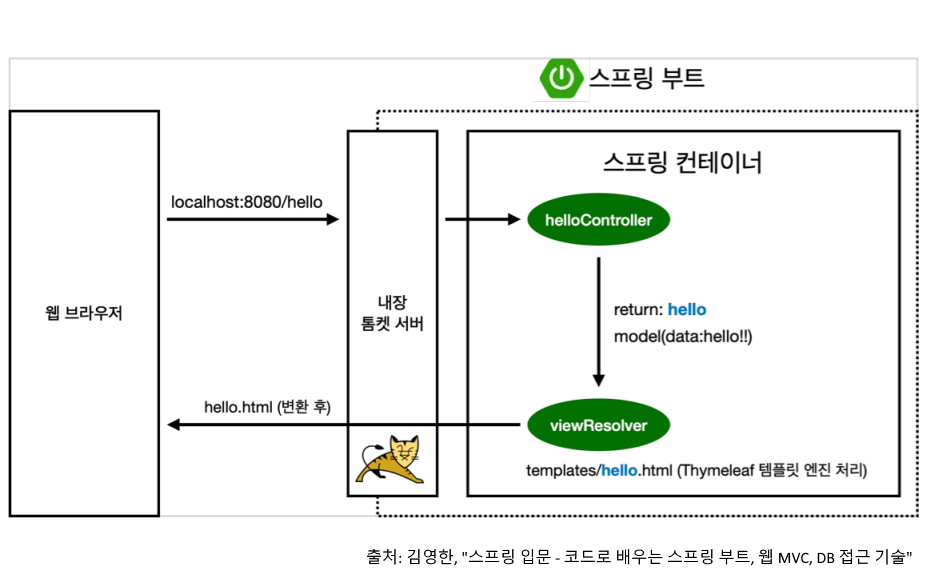 스프링 부트
스프링 컨테이너
localhost:8080/hello
helloController
웹 브라우저
내장
톰켓 서버
return: hello
model(data:hello!!)
hello.html (변환 후)
viewResolver
templates/hello.html (Thymeleaf 템플릿 엔진 처리)
출처: 김영한, "스프링 입문 - 코드로 배우는 스프링 부트, 웹 MVC, DB 접근 기술"